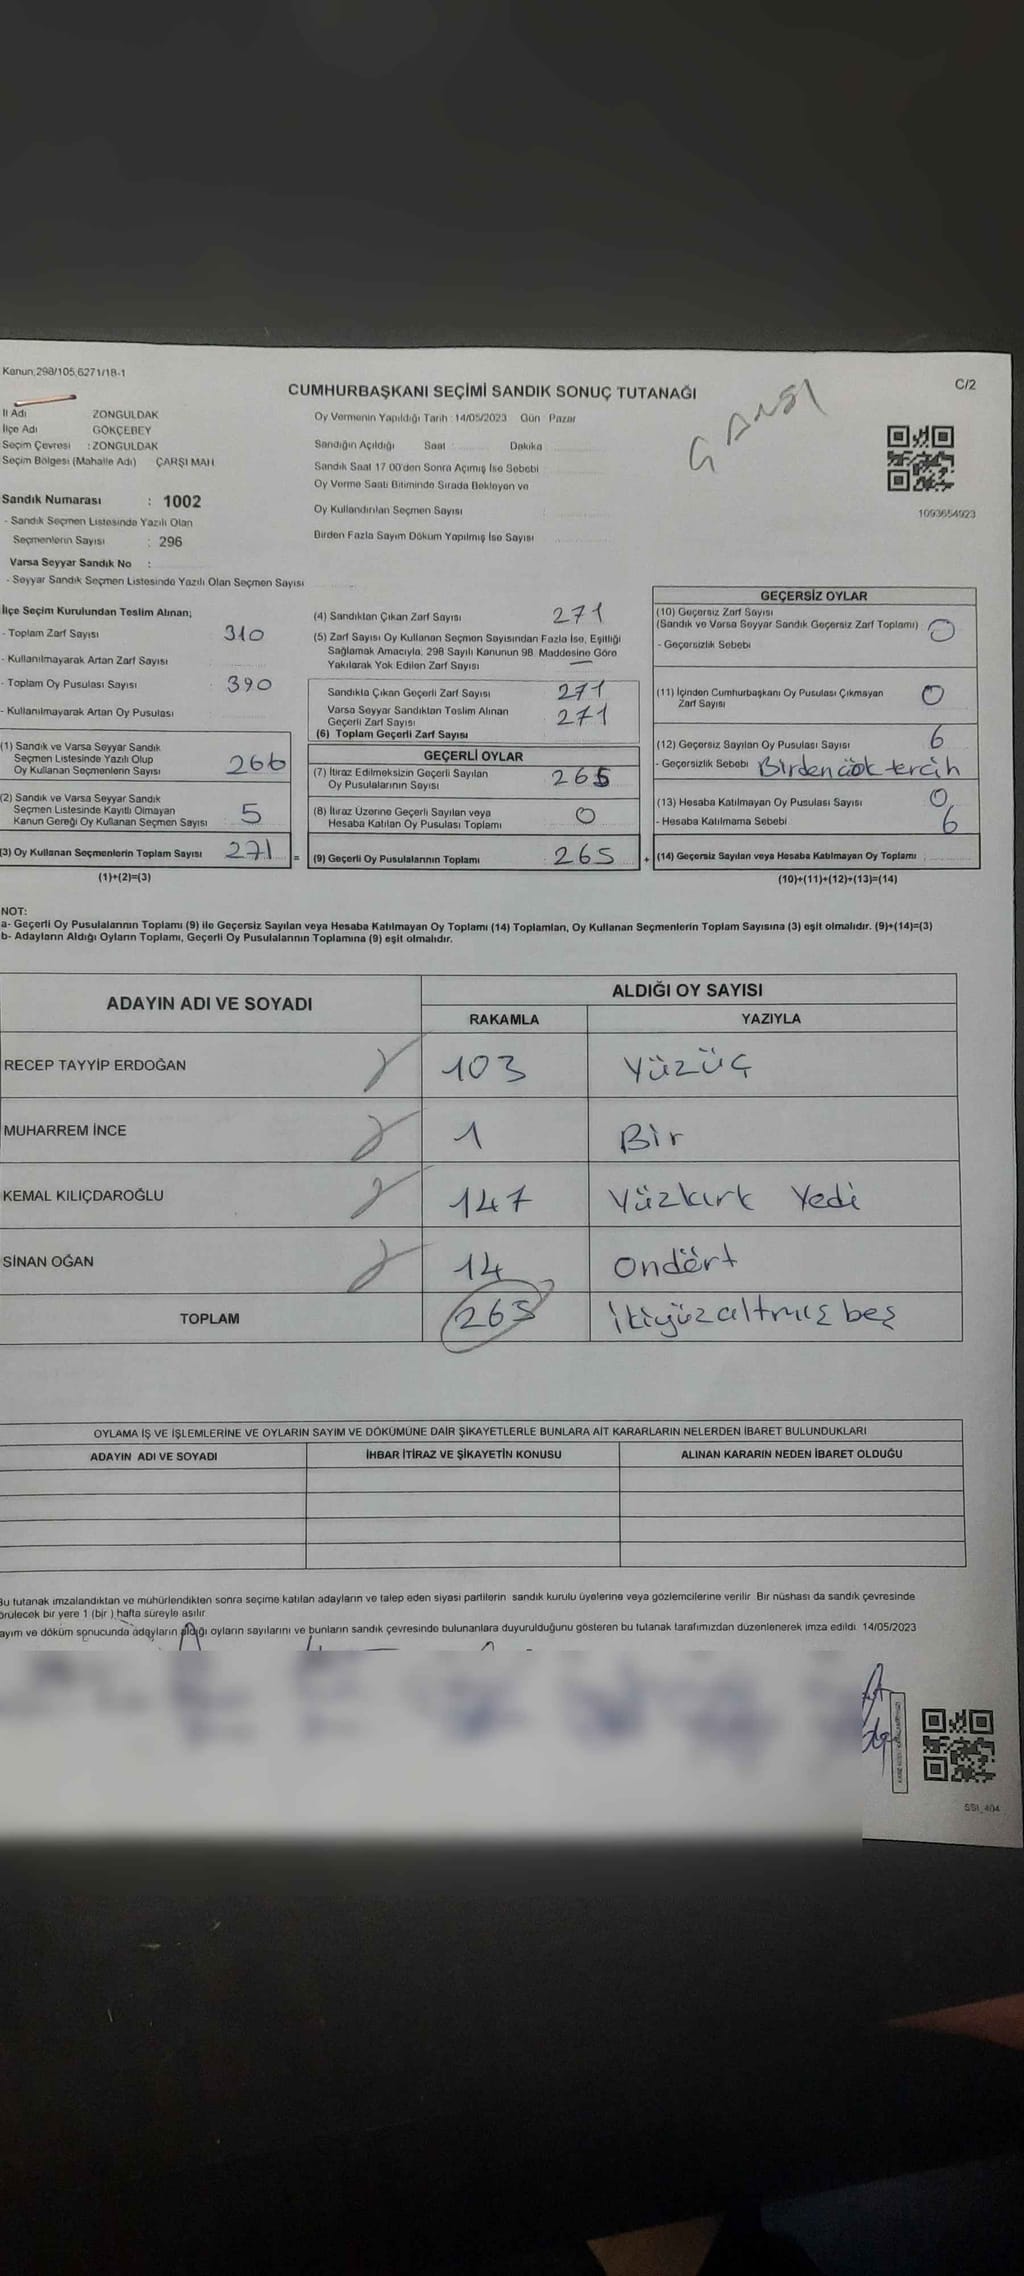 Kanun,298/105,6271/18-1
C/2
CUMHURBAŞKANI SEÇİMİ SANDIK SONUÇ TUTANAĞI
ÇARŞI
İl Adı ZONGULDAK
İlçe Adı GÖKÇEBEY
Seçim Çevresi : ZONGULDAK
Seçim Bölgesi (Mahalle Adı) ÇARŞI MAH
Oy Vermenin Yapıldığı Tarih : 14/05/2023 Gün : Pazar
Sandığın Açıldığı Saat Dakika
Sandık Saat 17.00'den Sonra Açımış İse Sebebi
Oy Verme Saati Bitiminde Sırada Bekleyen ve
Oy Kullandırılan Seçmen Sayısı
Birden Fazla Sayım Döküm Yapılmış İse Sayısı
1093654923
Sandık Numarası : 1002
- Sandık Seçmen Listesinde Yazılı Olan
Seçmenlerin Sayısı : 296
Varsa Seyyar Sandık No :
- Seyyar Sandık Seçmen Listesinde Yazılı Olan Seçmen Sayısı
İlçe Seçim Kurulundan Teslim Alınan;
- Toplam Zarf Sayısı 310
- Kullanılmayarak Artan Zarf Sayısı
- Toplam Oy Pusulası Sayısı 390
- Kullanılmayarak Artan Oy Pusulası
(1) Sandık ve Varsa Seyyar Sandık
Seçmen Listesinde Yazılı Olup
Oy Kullanan Seçmenlerin Sayısı 266
(2) Sandık ve Varsa Seyyar Sandık
Seçmen Listesinde Kayıtlı Olmayan
Kanun Gereği Oy Kullanan Seçmen Sayısı 5
(3) Oy Kullanan Seçmenlerin Toplam Sayısı 271 =
(1)+(2)=(3)
(4) Sandıktan Çıkan Zarf Sayısı 271
(5) Zarf Sayısı Oy Kullanan Seçmen Sayısından Fazla İse, Eşitliği
Sağlamak Amacıyla, 298 Sayılı Kanunun 98. Maddesine Göre
Yakılarak Yok Edilen Zarf Sayısı —
Sandıkta Çıkan Geçerli Zarf Sayısı 271
Varsa Seyyar Sandıktan Teslim Alınan
Geçerli Zarf Sayısı 271
(6) Toplam Geçerli Zarf Sayısı
GEÇERLİ OYLAR
(7) İtiraz Edilmeksizin Geçerli Sayılan
Oy Pusulalarının Sayısı 265
(8) İtiraz Üzerine Geçerli Sayılan veya
Hesaba Katılan Oy Pusulası Toplamı 0
(9) Geçerli Oy Pusulalarının Toplamı 265 +
GEÇERSİZ OYLAR
(10) Geçersiz Zarf Sayısı
(Sandık ve Varsa Seyyar Sandık Geçersiz Zarf Toplamı) 0
- Geçersizlik Sebebi
(11) İçinden Cumhurbaşkanı Oy Pusulası Çıkmayan
Zarf Sayısı 0
(12) Geçersiz Sayılan Oy Pusulası Sayısı 6
- Geçersizlik Sebebi Birden çok tercih
(13) Hesaba Katılmayan Oy Pusulası Sayısı 0
- Hesaba Katılmama Sebebi 6
(14) Geçersiz Sayılan veya Hesaba Katılmayan Oy Toplamı
(10)+(11)+(12)+(13)=(14)
NOT:
a- Geçerli Oy Pusulalarının Toplamı (9) ile Geçersiz Sayılan veya Hesaba Katılmayan Oy Toplamı (14) Toplamları, Oy Kullanan Seçmenlerin Toplam Sayısına (3) eşit olmalıdır. (9)+(14)=(3)
b- Adayların Aldığı Oyların Toplamı, Geçerli Oy Pusulalarının Toplamına (9) eşit olmalıdır.
ADAYIN ADI VE SOYADI ALDIĞI OY SAYISI
RAKAMLA YAZIYLA
RECEP TAYYİP ERDOĞAN 103 Yüzüç
MUHARREM İNCE 1 Bir
KEMAL KILIÇDAROĞLU 147 Yüzkırk Yedi
SİNAN OĞAN 14 Ondört
TOPLAM 265 İkiyüzaltmış beş
OYLAMA İŞ VE İŞLEMLERİNE VE OYLARIN SAYIM VE DÖKÜMÜNE DAİR ŞİKAYETLERLE BUNLARA AİT KARARLARIN NELERDEN İBARET BULUNDUKLARI
ADAYIN ADI VE SOYADI İHBAR İTİRAZ VE ŞİKAYETİN KONUSU ALINAN KARARIN NEDEN İBARET OLDUĞU
Bu tutanak imzalandıktan ve mühürlendikten sonra seçime katılan adayların ve talep eden siyasi partilerin sandık kurulu üyelerine veya gözlemcilerine verilir. Bir nüshası da sandık çevresinde
örülecek bir yere 1 (bir ) hafta süreyle asılır.
ayım ve döküm sonucunda adayların aldığı oyların sayılarını ve bunların sandık çevresinde bulunanlara duyurulduğunu gösteren bu tutanak tarafımızdan düzenlenerek imza edildi. 14/05/2023
SSI_404